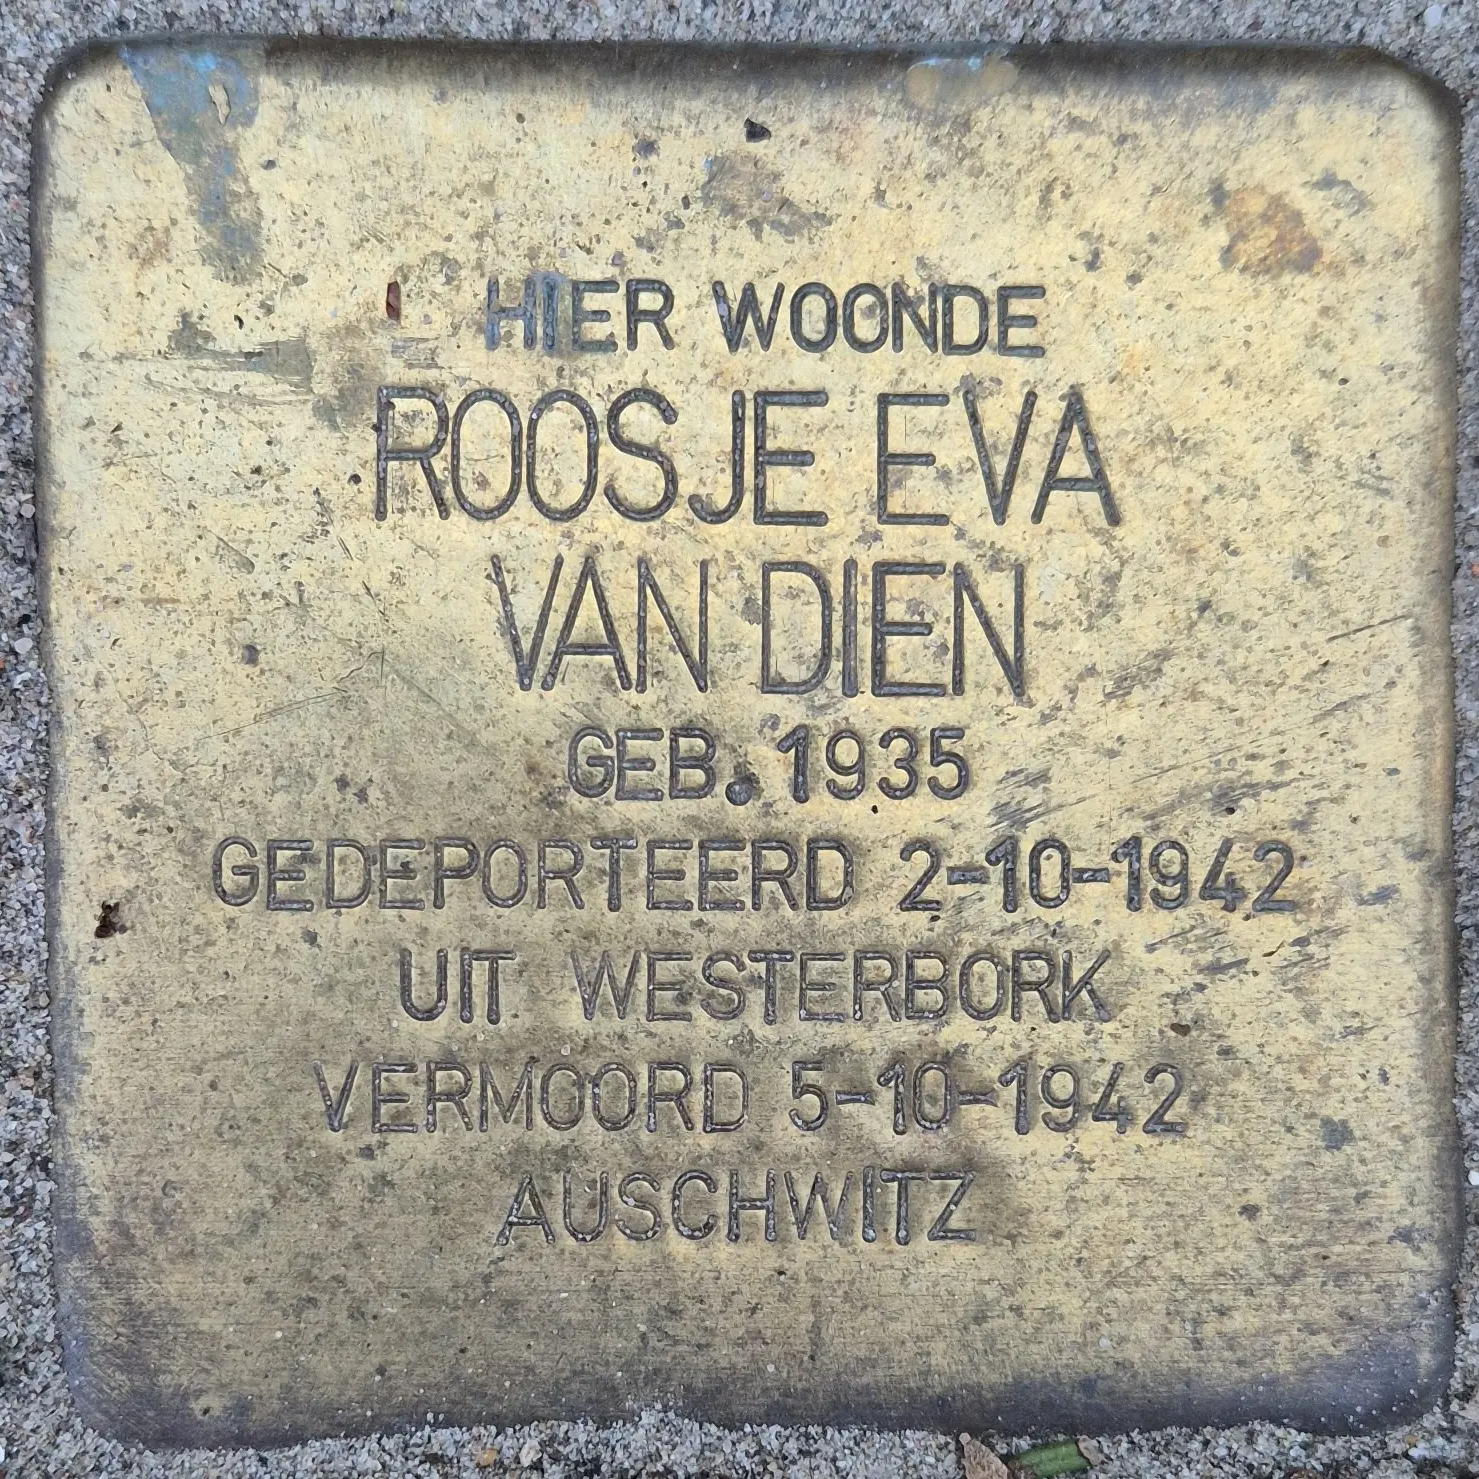 HIER WOONDE
ROOSJE EVA
VAN DIEN
GEB. 1935
GEDEPORTEERD 2-10-1942
UIT WESTERBORK
VERMOORD 5-10-1942
AUSCHWITZ